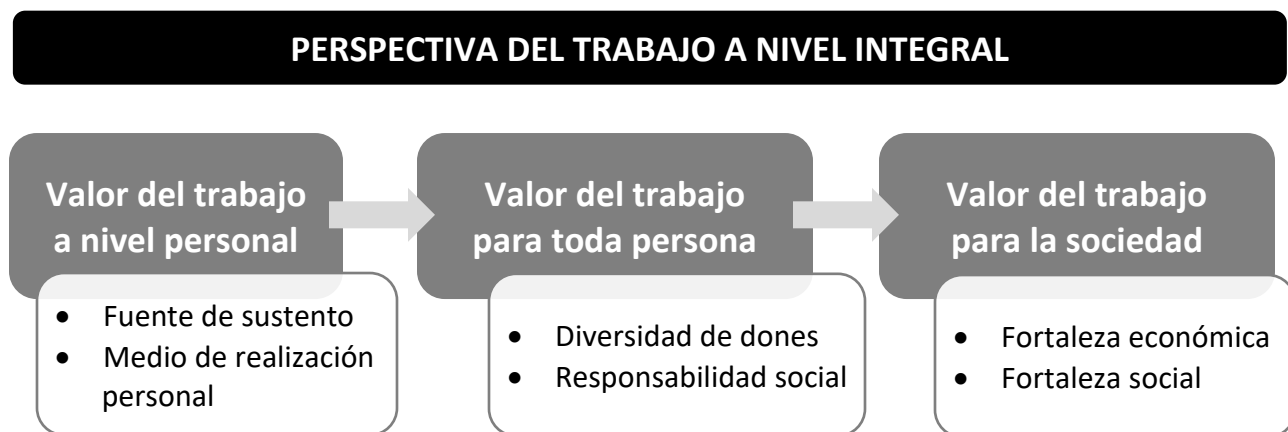 PERSPECTIVA DEL TRABAJO A NIVEL INTEGRAL
Valor del trabajo
a nivel personal
• Fuente de sustento
• Medio de realización
personal
Valor del trabajo
para toda persona
• Diversidad de dones
• Responsabilidad social
Valor del trabajo
para la sociedad
• Fortaleza económica
• Fortaleza social